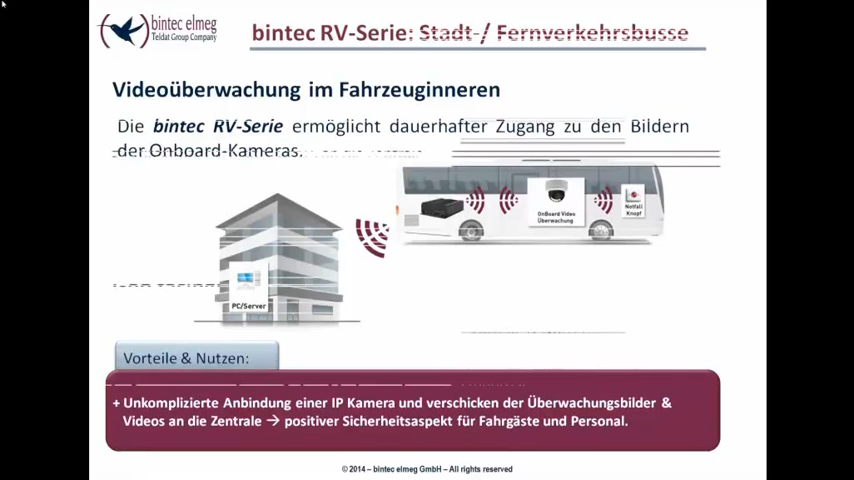 bintec elmeg
Teldat Group Company
bintec RV-Serie: Stadt-/ Fernverkehrsbusse
Videoüberwachung im Fahrzeuginneren
Die bintec RV-Serie ermöglicht dauerhafter Zugang zu den Bildern
der Onboard-Kameras.
OnBoard Video
Überwachung
Notfall
Knopf
PC/Server
Vorteile & Nutzen:
+ Unkomplizierte Anbindung einer IP Kamera und verschicken der Überwachungsbilder &
Videos an die Zentrale → positiver Sicherheitsaspekt für Fahrgäste und Personal.
© 2014 – bintec elmeg GmbH – All rights reserved